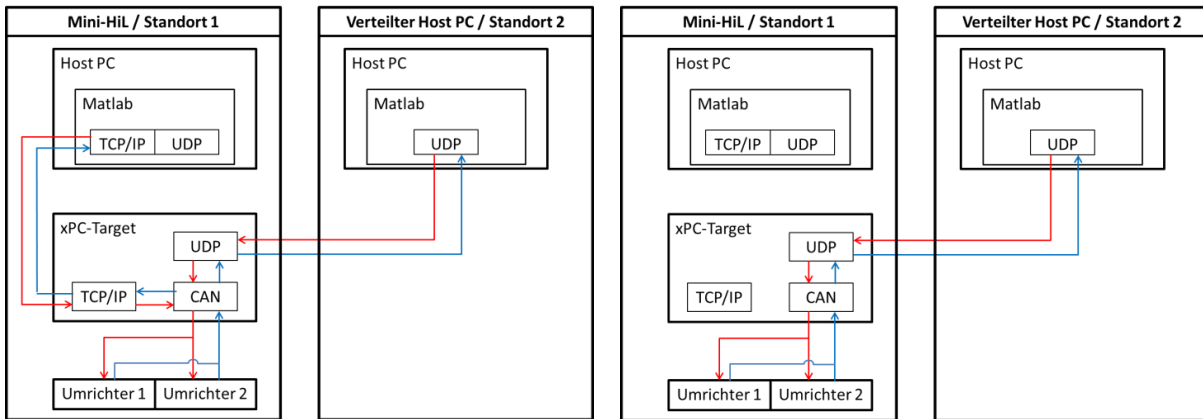 Mini-HiL / Standort 1
Host PC
Matlab
TCP/IP UDP
xPC-Target
UDP
TCP/IP CAN
Umrichter 1 Umrichter 2
Verteilter Host PC / Standort 2
Host PC
Matlab
UDP
Mini-HiL / Standort 1
Host PC
Matlab
TCP/IP UDP
xPC-Target
UDP
TCP/IP CAN
Umrichter 1 Umrichter 2
Verteilter Host PC / Standort 2
Host PC
Matlab
UDP